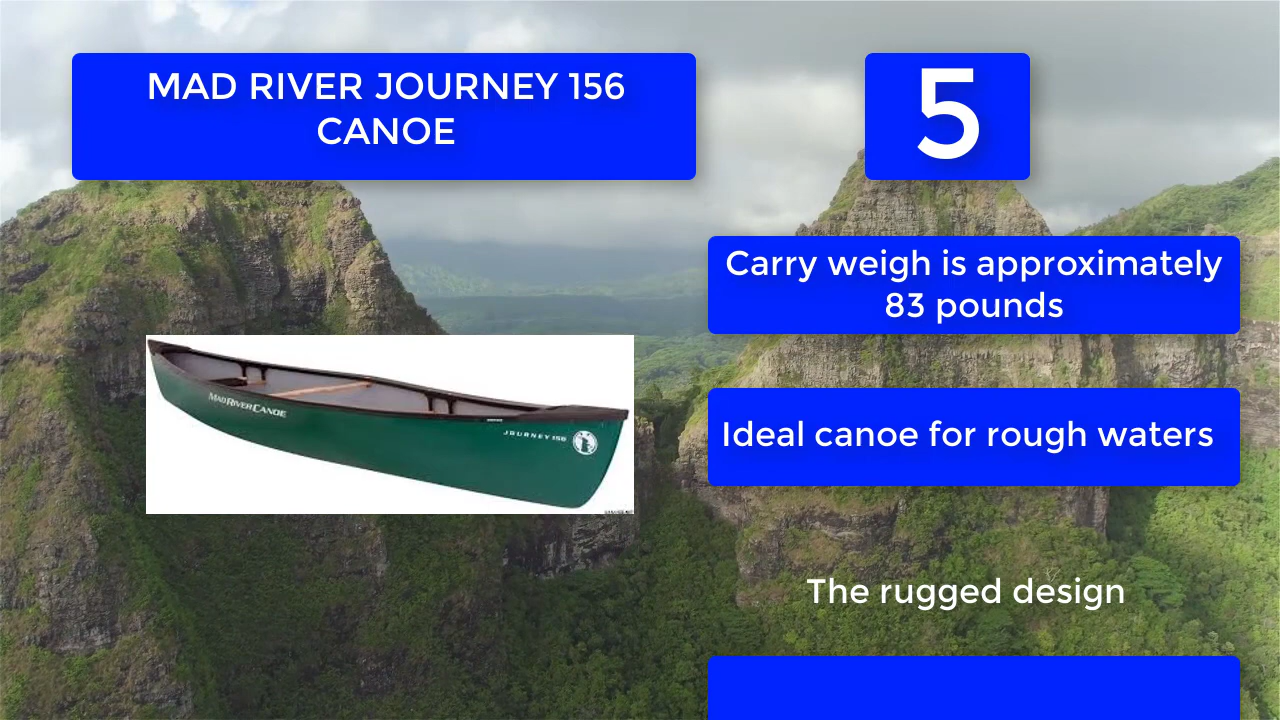 MAD RIVER JOURNEY 156
CANOE
5
Carry weigh is approximately
83 pounds
Ideal canoe for rough waters
MAD RIVER CANOE
JOURNEY 156
The rugged design